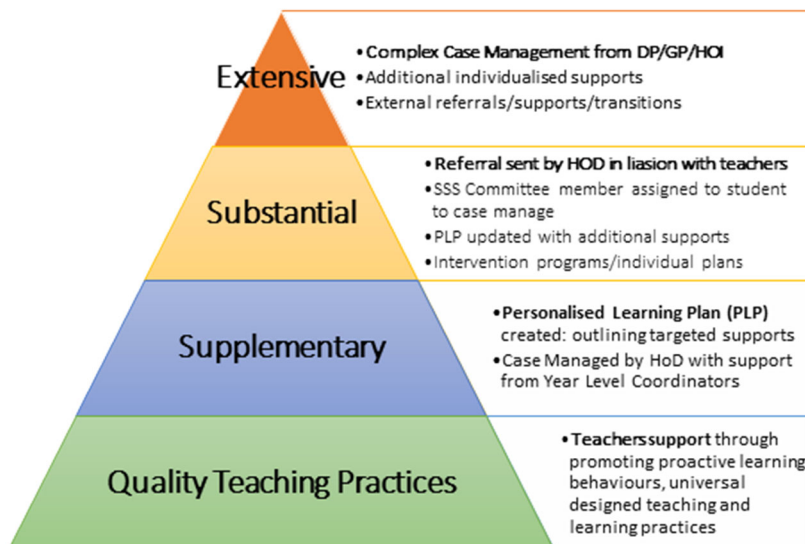 Extensive
•Complex Case Management from DP/GP/HOI
•Additional individualised supports
•External referrals/supports/transitions
Substantial
•Referral sent by HOD in liasion with teachers
•SSS Committee member assigned to student
to case manage
•PLP updated with additional supports
•Intervention programs/individual plans
Supplementary
•Personalised Learning Plan (PLP)
created: outlining targeted supports
•Case Managed by HoD with support
from Year Level Coordinators
Quality Teaching Practices
•Teachers support through
promoting proactive learning
behaviours, universal
designed teaching and
learning practices